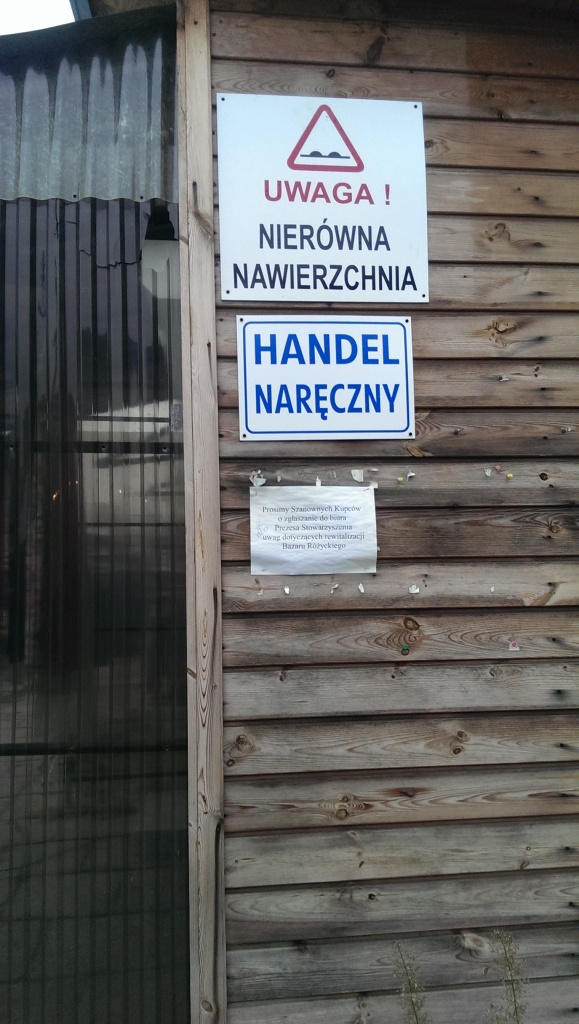 UWAGA !
NIERÓWNA
NAWIERZCHNIA
HANDEL
NARĘCZNY
Prosimy Szanownych Kupców
o zgłaszanie do biura
Prezesa Stowarzyszenia
uwag dotyczących rewitalizacji
Bazaru Różyckiego